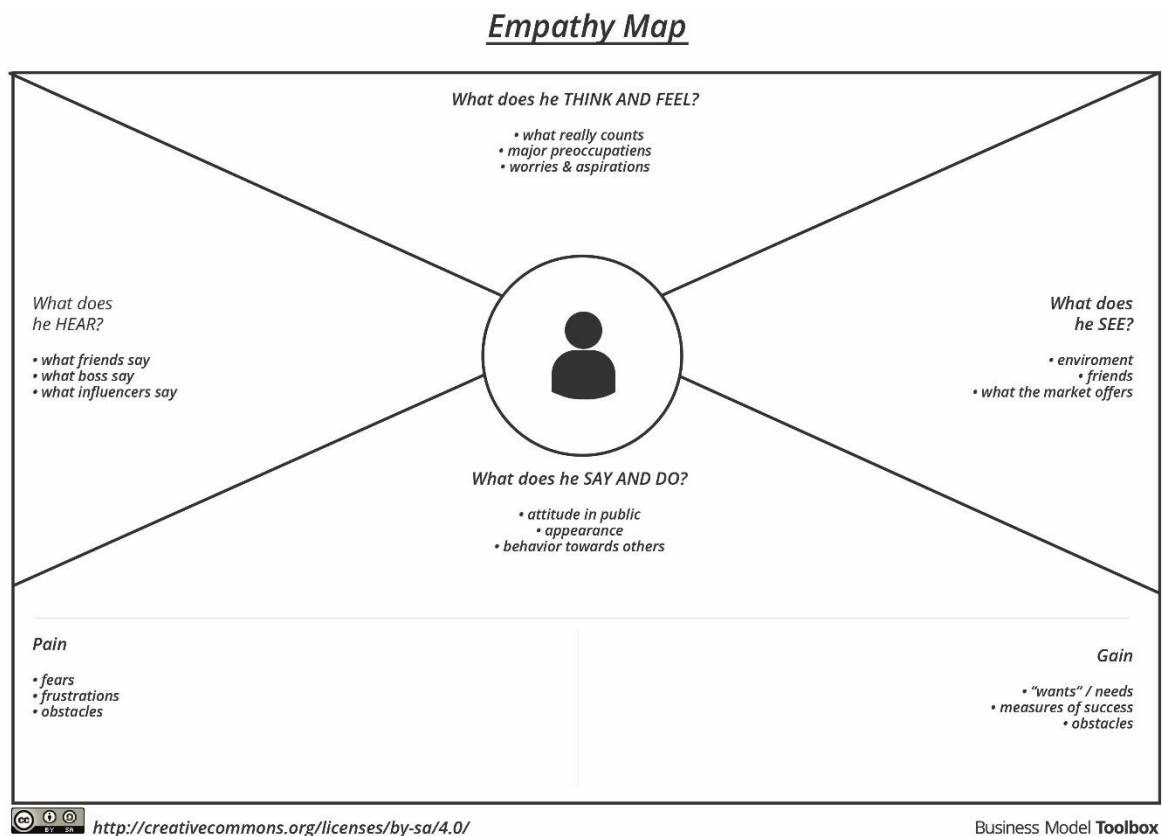 Empathy Map
What does he THINK AND FEEL?
• what really counts
• major preoccupatiens
• worries & aspirations
What does
he HEAR?
• what friends say
• what boss say
• what influencers say
What does
he SEE?
• enviroment
• friends
• what the market offers
What does he SAY AND DO?
• attitude in public
• appearance
• behavior towards others
Pain
• fears
• frustrations
• obstacles
Gain
• “wants” / needs
• measures of success
• obstacles
cc BY SA
http://creativecommons.org/licenses/by-sa/4.0/
Business Model Toolbox